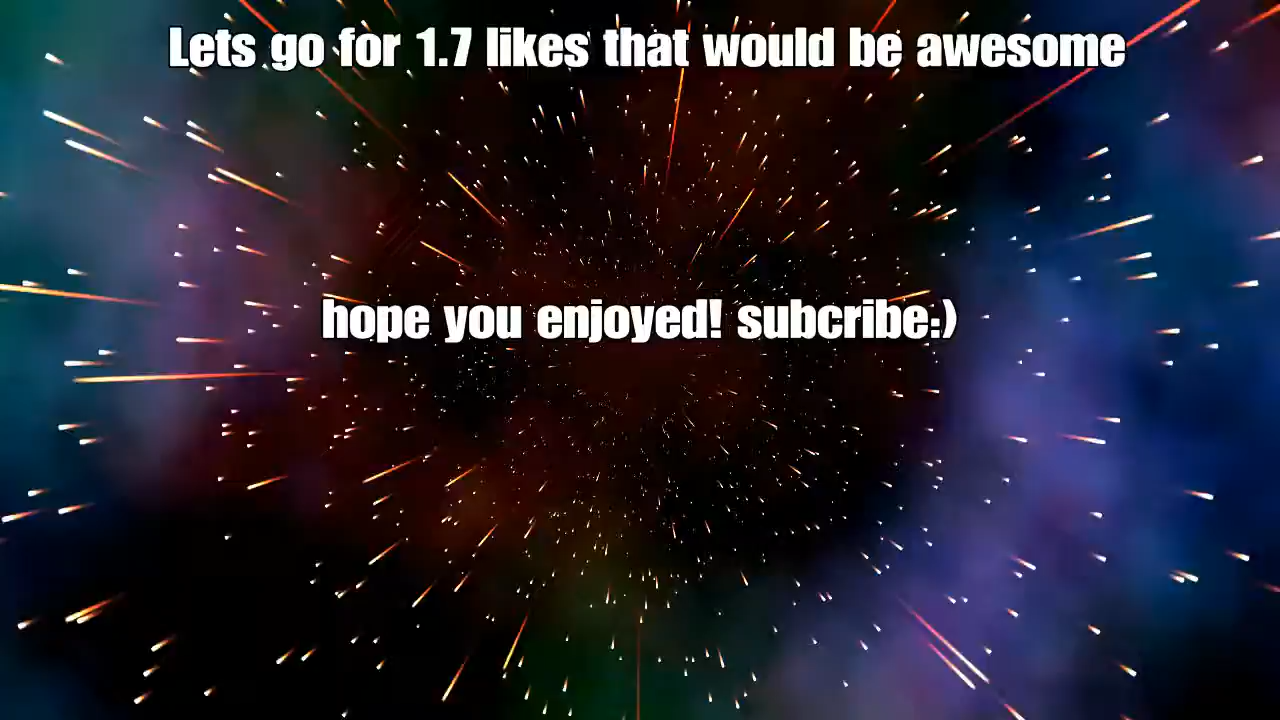 Lets go for 1.7 likes that would be awesome
hope you enjoyed! subcribe:)